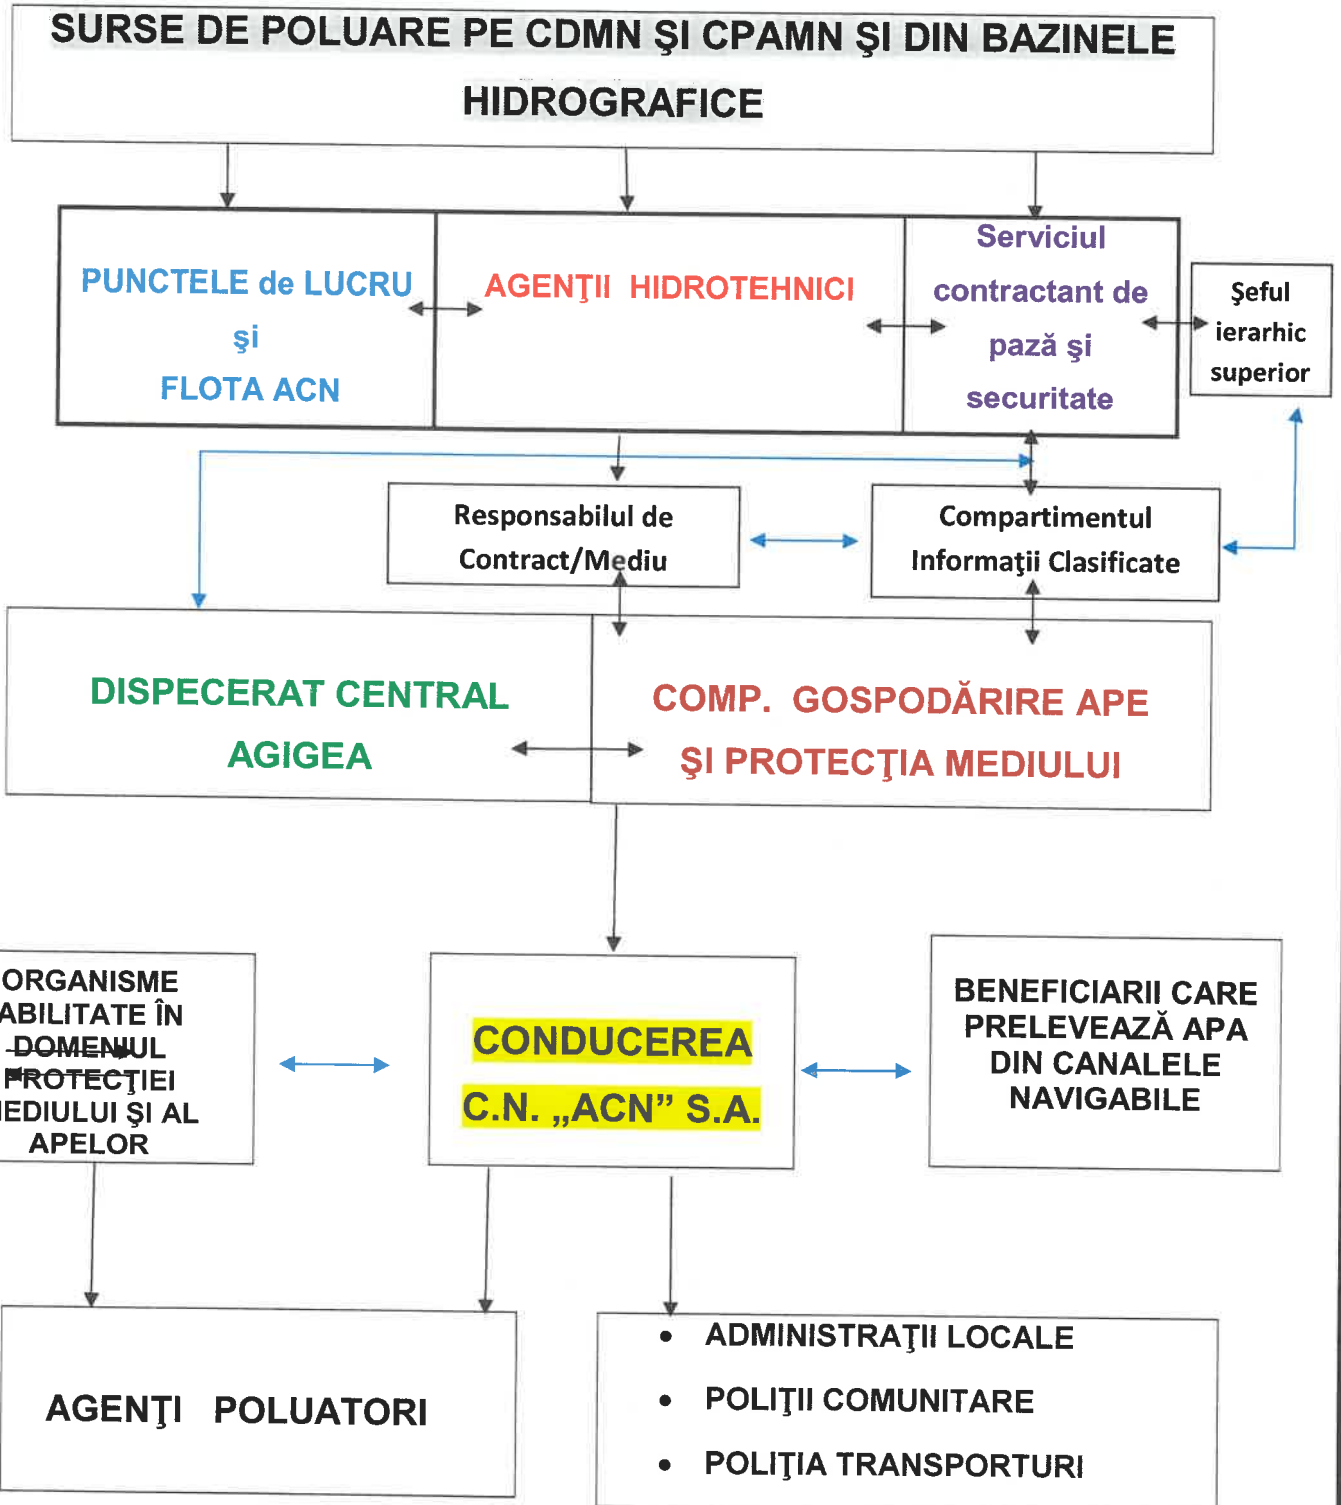 SURSE DE POLUARE PE CDMN ŞI CPAMN ŞI DIN BAZINELE
HIDROGRAFICE
PUNCTELE de LUCRU
şi
FLOTA ACN
AGENŢII HIDROTEHNICI
Serviciul
contractant de
pază şi
securitate
Şeful
ierarhic
superior
Responsabilul de
Contract/Mediu
Compartimentul
Informaţii Clasificate
DISPECERAT CENTRAL
AGIGEA
COMP. GOSPODĂRIRE APE
ŞI PROTECŢIA MEDIULUI
ORGANISME
ABILITATE ÎN
DOMENIUL
PROTECŢIEI
MEDIULUI ŞI AL
APELOR
CONDUCEREA
C.N. „ACN” S.A.
BENEFICIARII CARE
PRELEVEAZĂ APA
DIN CANALELE
NAVIGABILE
AGENŢI POLUATORI
• ADMINISTRAŢII LOCALE
• POLIŢII COMUNITARE
• POLIŢIA TRANSPORTURI